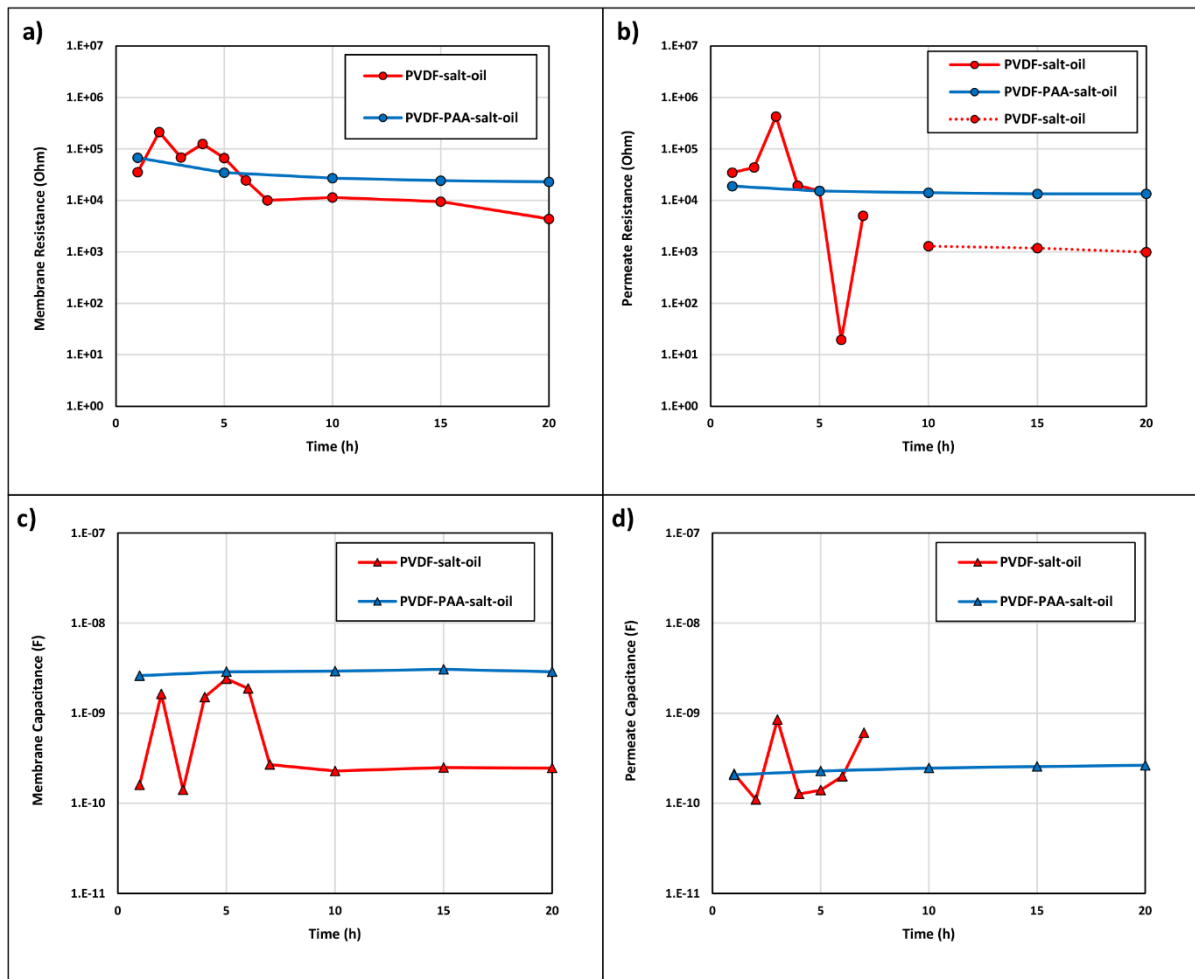 a)
1.E+07
1.E+06
1.E+05
1.E+04
1.E+03
1.E+02
1.E+01
1.E+00
Membrane Resistance (Ohm)
0 5 10 15 20
Time (h)
PVDF-salt-oil
PVDF-PAA-salt-oil
b)
1.E+07
1.E+06
1.E+05
1.E+04
1.E+03
1.E+02
1.E+01
1.E+00
Permeate Resistance (Ohm)
0 5 10 15 20
Time (h)
PVDF-salt-oil
PVDF-PAA-salt-oil
PVDF-salt-oil
c)
1.E-07
1.E-08
1.E-09
1.E-10
1.E-11
Membrane Capacitance (F)
0 5 10 15 20
Time (h)
PVDF-salt-oil
PVDF-PAA-salt-oil
d)
1.E-07
1.E-08
1.E-09
1.E-10
1.E-11
Permeate Capacitance (F)
0 5 10 15 20
Time (h)
PVDF-salt-oil
PVDF-PAA-salt-oil